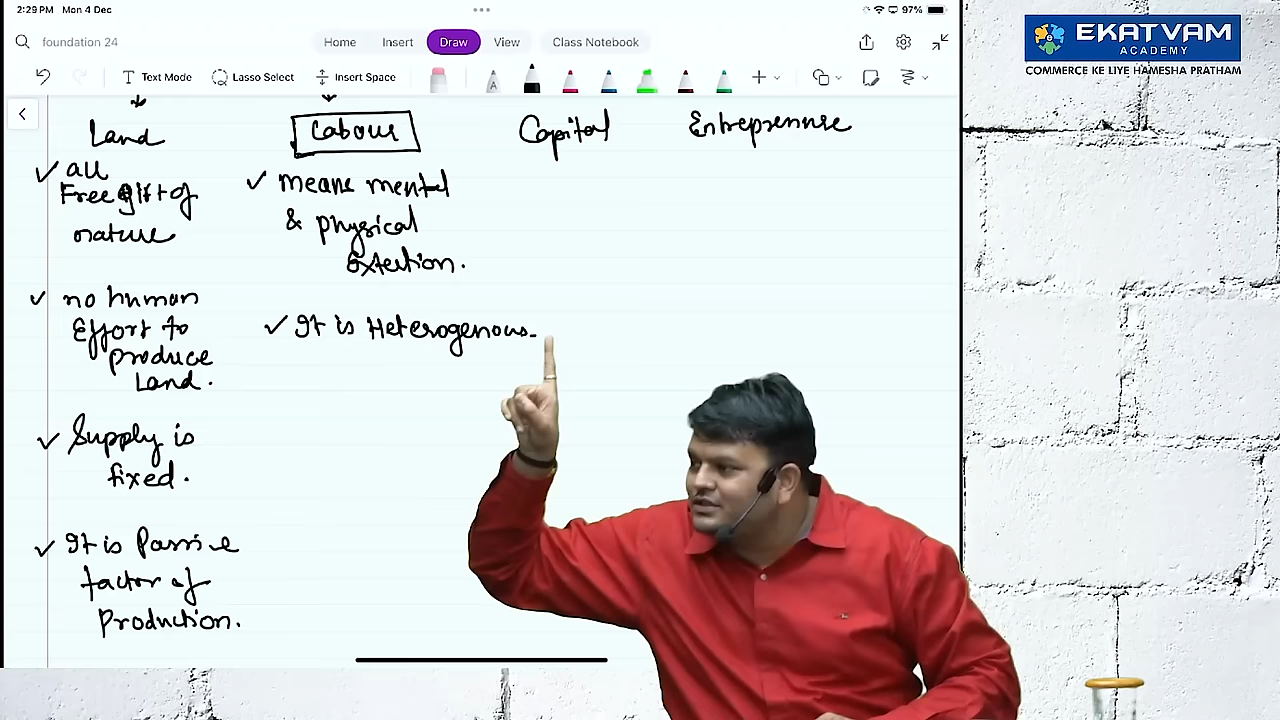 2:29 PM Mon 4 Dec
97%
foundation 24
Home Insert Draw View Class Notebook
Text Mode Lasso Select Insert Space
Land
Labour
Capital
Entreprenure
all
Free gift of
nature
no human
Effort to
produce
Land.
Supply is
fixed.
It is Passive
factor of
Production.
means mental
& physical
Extertion.
It is Heterogenous.
EKATVAM
ACADEMY
COMMERCE KE LIYE HAMESHA PRATHAM